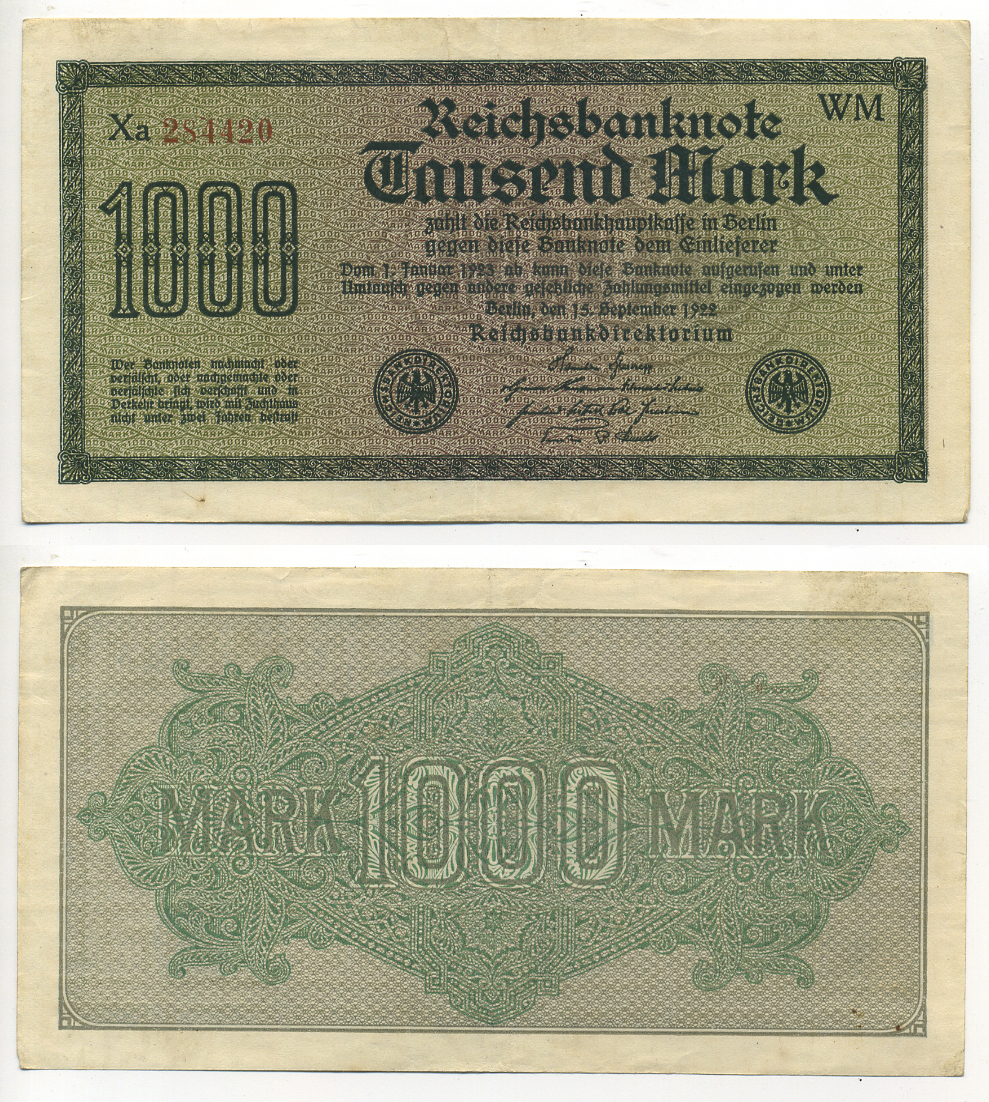 Xa 284420
WM
Reichsbanknote
Tausend Mark
1000
zahlt die Reichsbankhauptkasse in Berlin
gegen diese Banknote dem Einlieferer
Vom 1. Januar 1923 ab kann diese Banknote aufgerufen und unter
Umtausch gegen andere gesetzliche Zahlungsmittel eingezogen werden
Berlin, den 15. September 1922
Reichsbankdirektorium
Wer Banknoten nachmacht oder
verfälscht, oder nachgemachte oder
verfälschte sich verschafft und in
Verkehr bringt, wird mit Zuchthaus
nicht unter zwei Jahren bestraft
REICHSBANKDIREKTORIUM
REICHSBANKDIREKTORIUM
MARK 1000 MARK